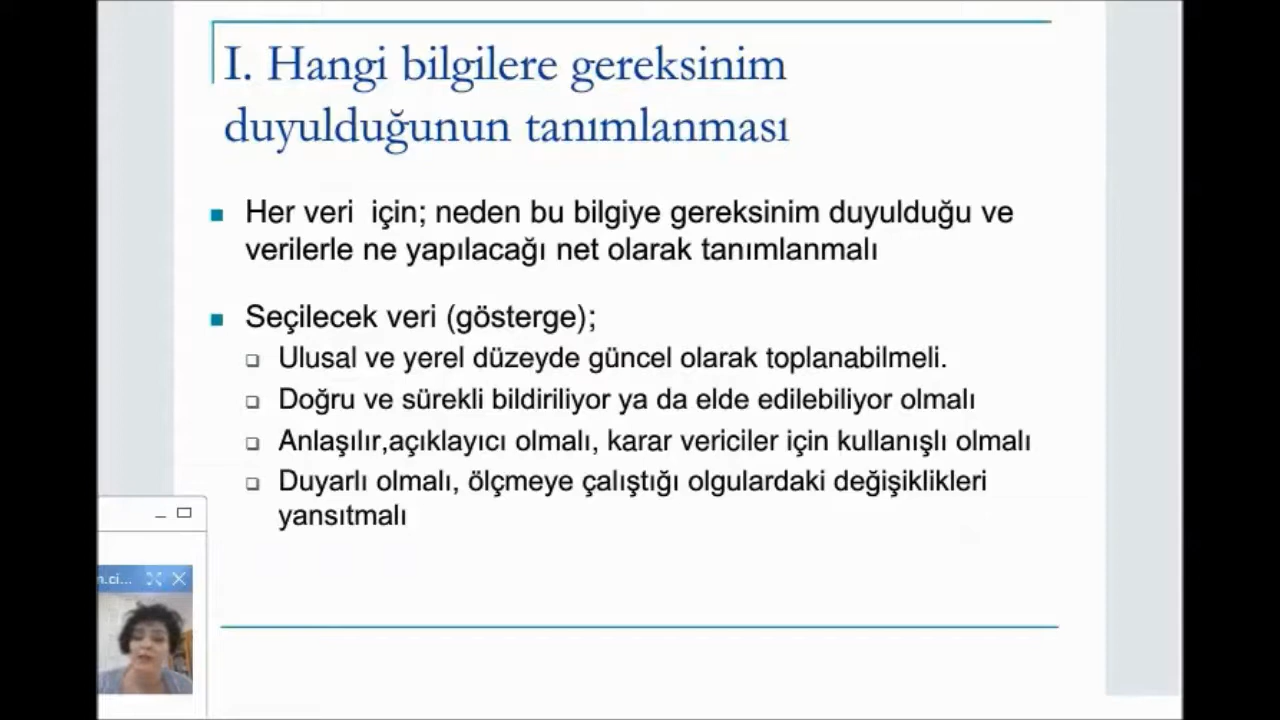 I. Hangi bilgilere gereksinim
duyulduğunun tanımlanması
Her veri için; neden bu bilgiye gereksinim duyulduğu ve
verilerle ne yapılacağı net olarak tanımlanmalı
Seçilecek veri (gösterge);
Ulusal ve yerel düzeyde güncel olarak toplanabilmeli.
Doğru ve sürekli bildiriliyor ya da elde edilebiliyor olmalı
Anlaşılır,açıklayıcı olmalı, karar vericiler için kullanışlı olmalı
Duyarlı olmalı, ölçmeye çalıştığı olgulardaki değişiklikleri
yansıtmalı